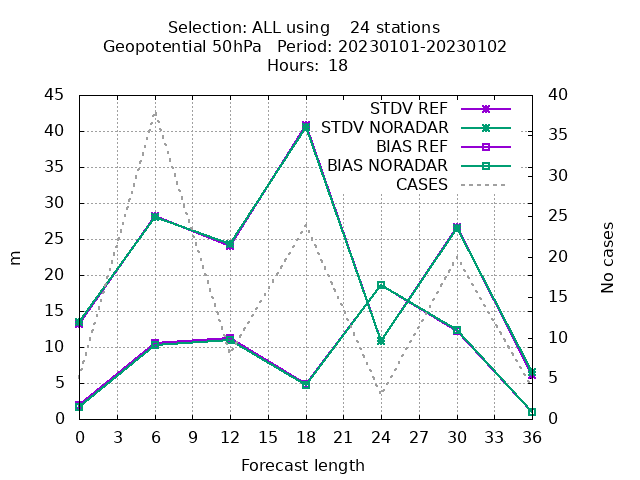 Selection: ALL using    24 stations
Geopotential 50hPa   Period: 20230101-20230102
Hours:  18
45
40
35
30
25
20
15
10
5
0
m
40
35
30
25
20
15
10
5
0
No cases
STDV REF
STDV NORADAR
BIAS REF
BIAS NORADAR
CASES
0 3 6 9 12 15 18 21 24 27 30 33 36
Forecast length